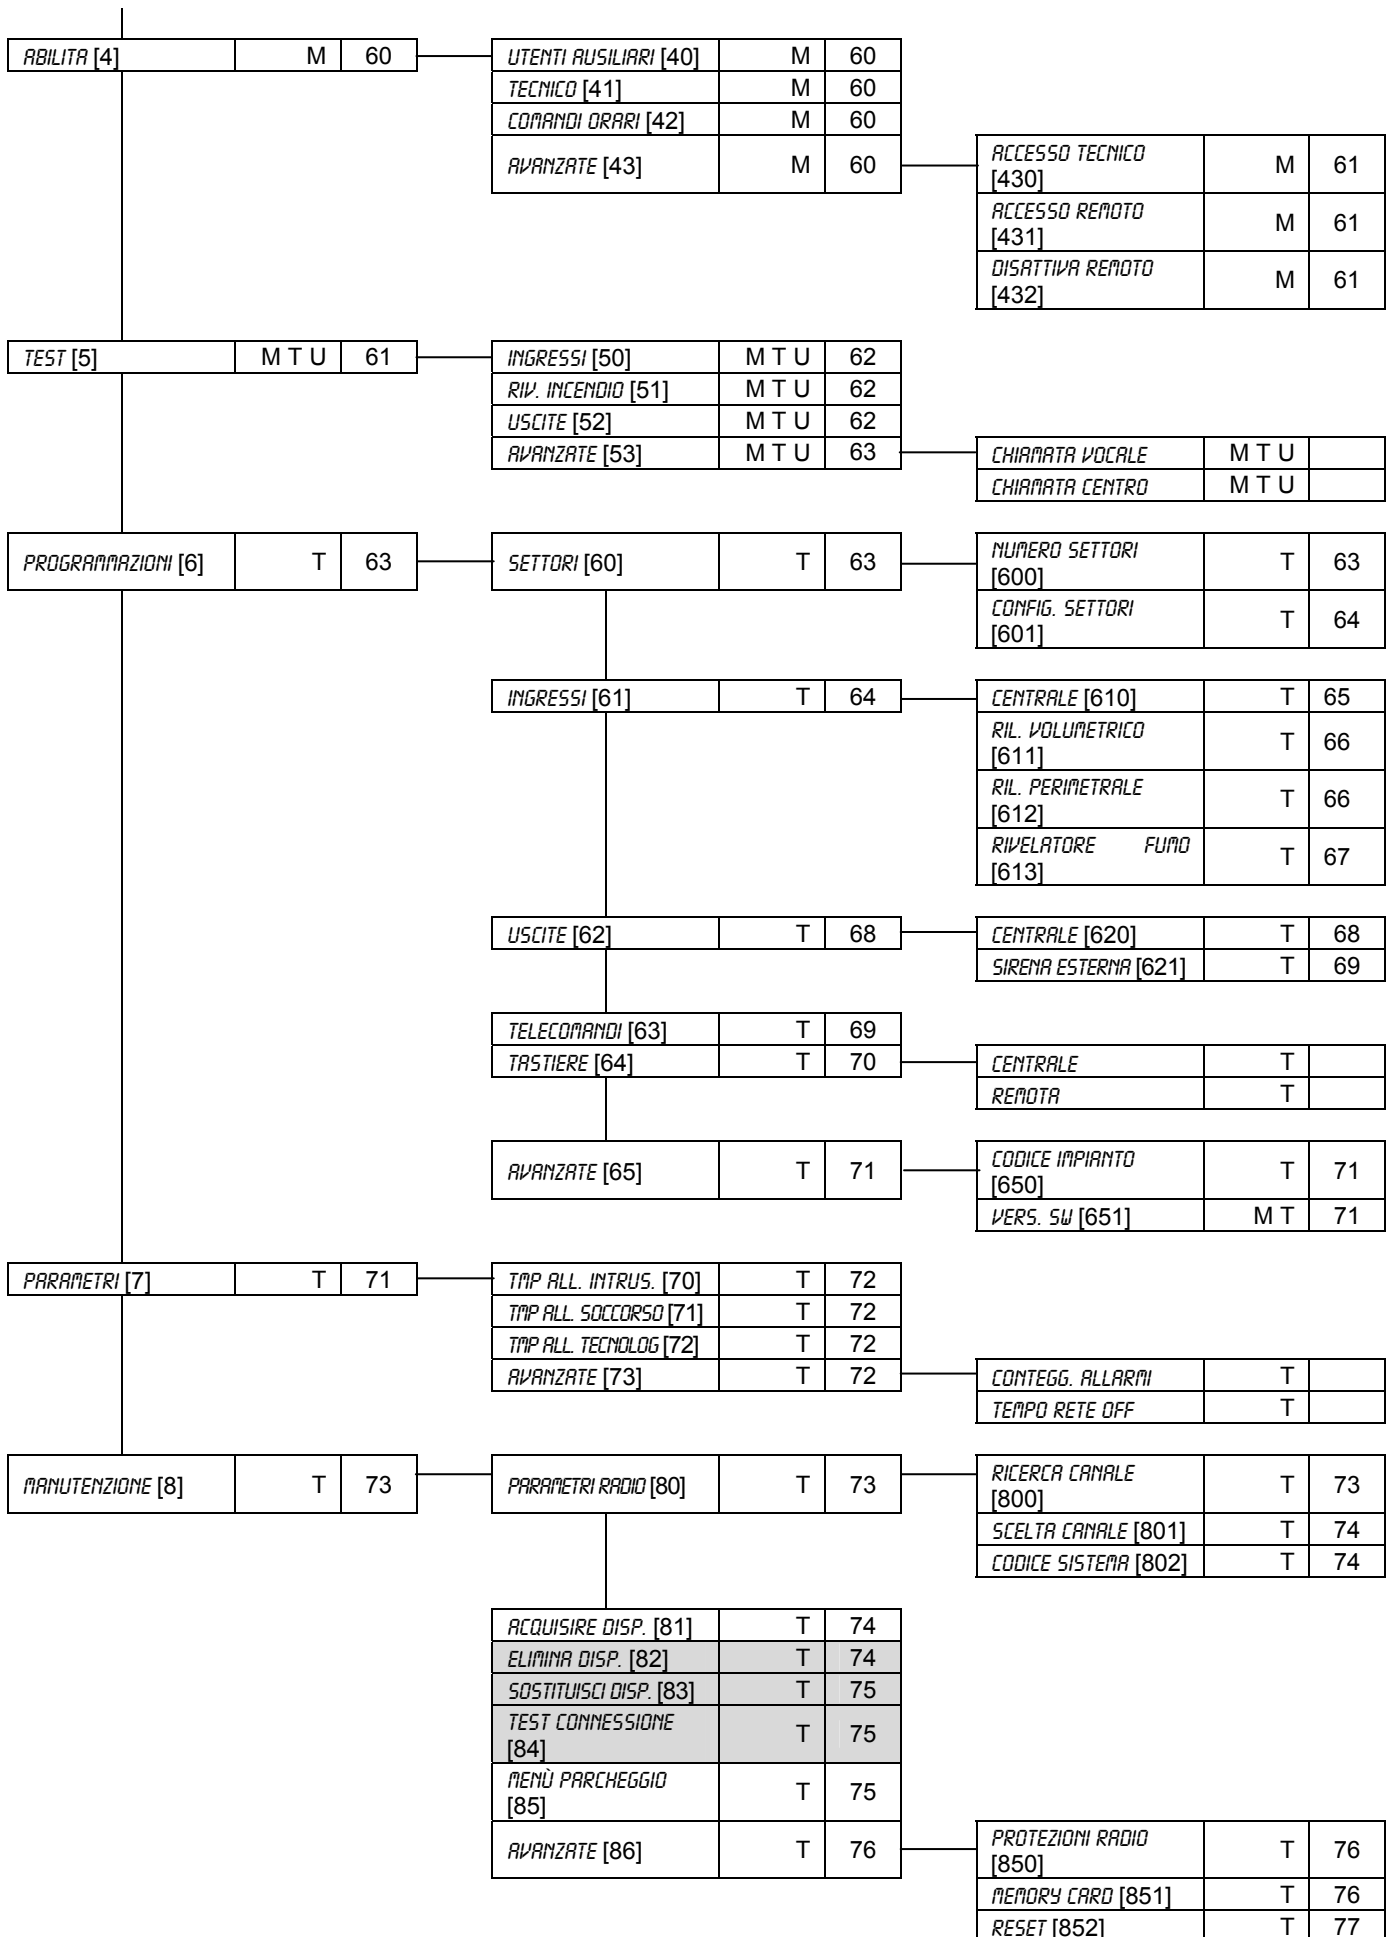 ABILITA [4] M 60 UTENTI AUSILIARI [40] M 60
TECNICO [41] M 60
COMANDI ORARI [42] M 60
AVANZATE [43] M 60 ACCESSO TECNICO
[430] M 61
ACCESSO REMOTO
[431] M 61
DISATTIVA REMOTO
[432] M 61
TEST [5] M T U 61 INGRESSI [50] M T U 62
RIV. INCENDIO [51] M T U 62
USCITE [52] M T U 62
AVANZATE [53] M T U 63 CHIAMATA VOCALE M T U
CHIAMATA CENTRO M T U
PROGRAMMAZIONI [6] T 63 SETTORI [60] T 63 NUMERO SETTORI
[600] T 63
CONFIG. SETTORI
[601] T 64
INGRESSI [61] T 64 CENTRALE [610] T 65
RIL. VOLUMETRICO
[611] T 66
RIL. PERIMETRALE
[612] T 66
RIVELATORE FUMO
[613] T 67
USCITE [62] T 68 CENTRALE [620] T 68
SIRENA ESTERNA [621] T 69
TELECOMANDI [63] T 69
TASTIERE [64] T 70 CENTRALE T
REMOTA T
AVANZATE [65] T 71 CODICE IMPIANTO
[650] T 71
VERS. SW [651] M T 71
PARAMETRI [7] T 71 TMP ALL. INTRUS. [70] T 72
TMP ALL. SOCCORSO [71] T 72
TMP ALL. TECNOLOG [72] T 72
AVANZATE [73] T 72 CONTEGG. ALLARMI T
TEMPO RETE OFF T
MANUTENZIONE [8] T 73 PARAMETRI RADIO [80] T 73 RICERCA CANALE
[800] T 73
SCELTA CANALE [801] T 74
CODICE SISTEMA [802] T 74
ACQUISIRE DISP. [81] T 74
ELIMINA DISP. [82] T 74
SOSTITUISCI DISP. [83] T 75
TEST CONNESSIONE
[84] T 75
MENÙ PARCHEGGIO
[85] T 75
AVANZATE [86] T 76 PROTEZIONI RADIO
[850] T 76
MEMORY CARD [851] T 76
RESET [852] T 77